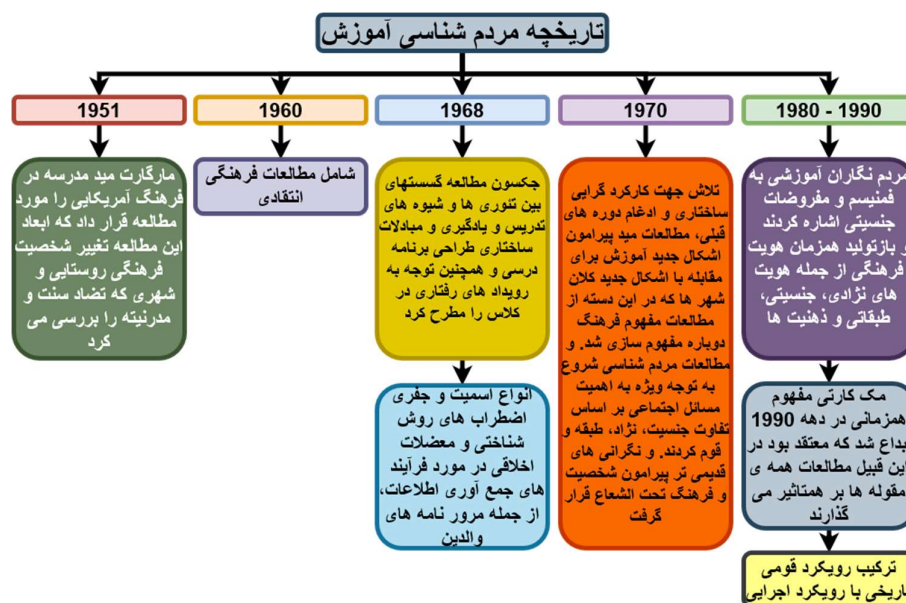 تاریخچه مردم شناسی آموزش
1951
1960
1968
1970
1980 - 1990
مارگارت مید مدرسه در
فرهنگ آمریکایی را مورد
مطالعه قرار داد که ابعاد
این مطالعه تغییر شخصیت
فرهنگی روستایی و
شهری که تضاد سنت و
مدرنیته را بررسی می
کرد
شامل مطالعات فرهنگی
انتقادی
جکسون مطالعه گسستهای
بین تئوری ها و شیوه های
تدریس و یادگیری و مبادلات
ساختاری طراحی برنامه
درسی و همچنین توجه به
رویداد های رفتاری در
کلاس را مطرح کرد
انواع اسمیت و جفری
اضطراب های روش
شناختی و معضلات
اخلاقی در مورد فرآیند
های جمع آوری اطلاعات،
از جمله مرور نامه های
والدین
تلاش جهت کارکرد گرایی
ساختاری و ادغام دوره های
قبلی، مطالعات مید پیرامون
اشکال جدید آموزش برای
مقابله با اشکال جدید کلان
شهر ها که در این دسته از
مطالعات مفهوم فرهنگ
دوباره مفهوم سازی شد. و
مطالعات مردم شناسی شروع
به توجه ویژه به اهمیت
مسائل اجتماعی بر اساس
تفاوت جنسیت، نژاد، طبقه و
قوم کردند. و نگرانی های
قدیمی تر پیرامون شخصیت
و فرهنگ تحت الشعاع قرار
گرفت
مردم نگاران آموزشی به
فمنیسم و مفروضات
جنسیتی اشاره کردند
و بازتولید همزمان هویت
فرهنگی از جمله هویت
های نژادی، جنسیتی،
طبقاتی و ذهنیت ها
مک کارتی مفهوم
همزمانی در دهه 1990
ابداع شد که معتقد بود در
این قبیل مطالعات همه ی
مقوله ها بر همتاثیر می
گذارند
ترکیب رویکرد قومی
تاریخی با رویکرد اجرایی